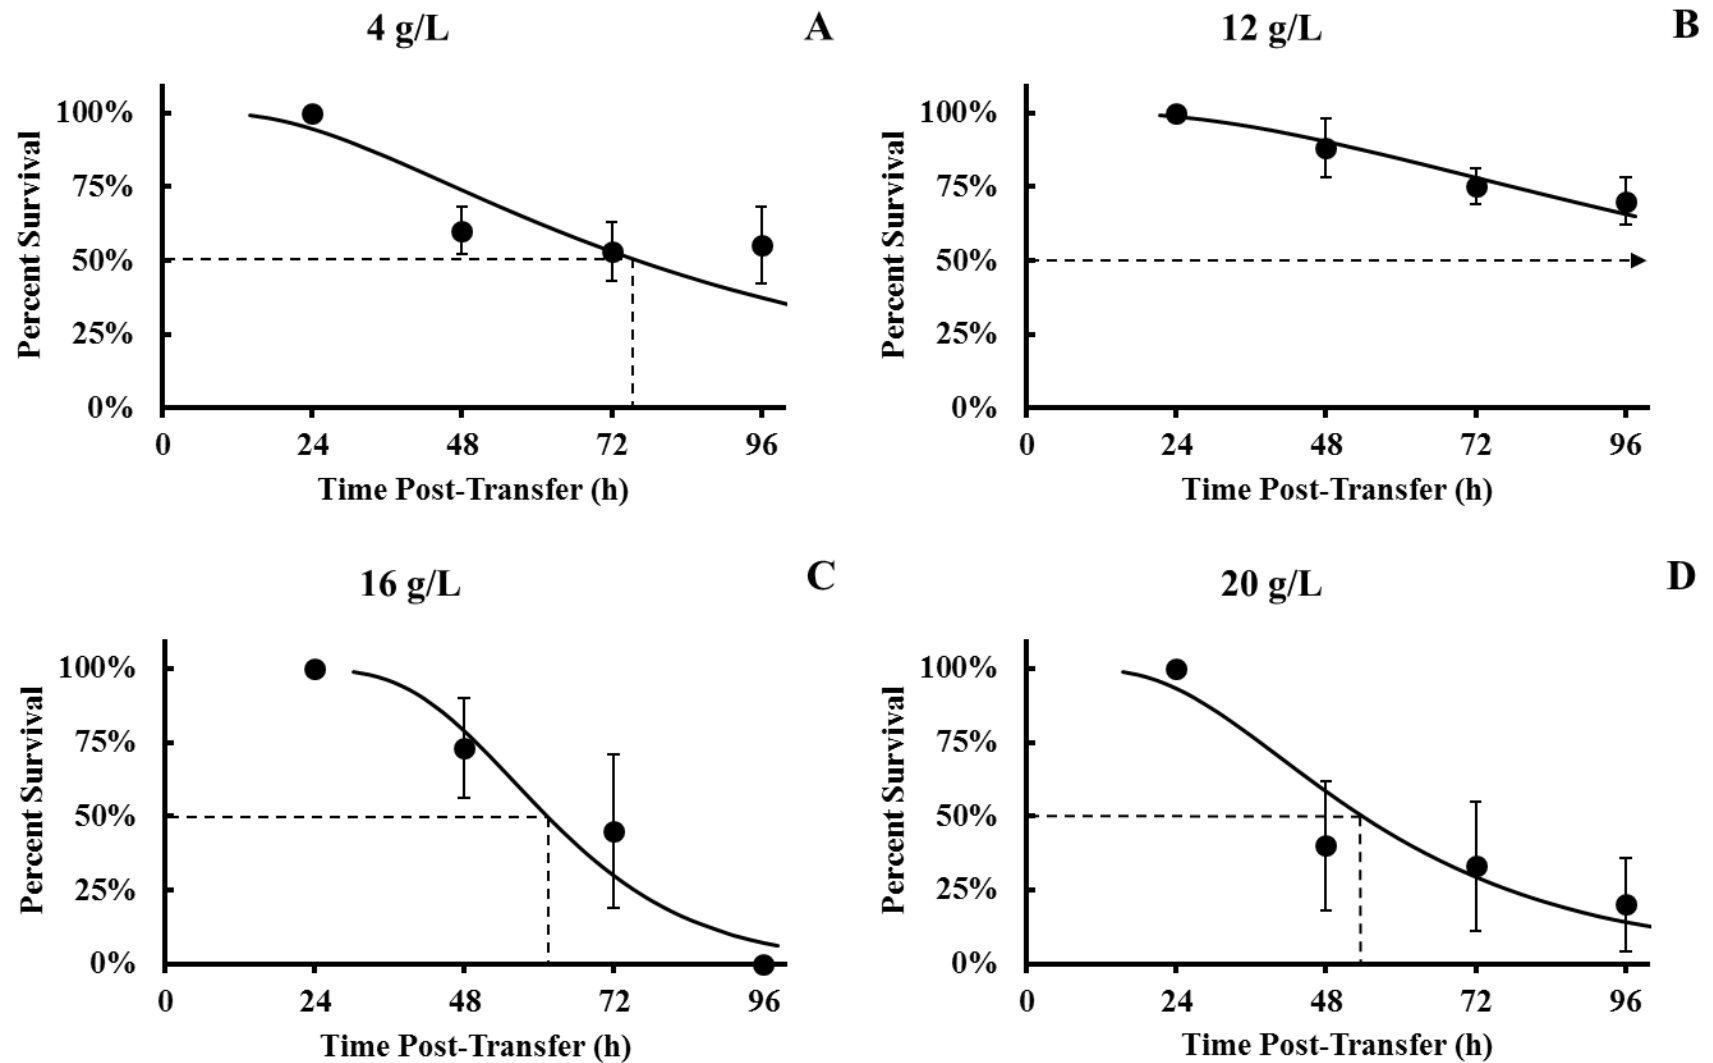 4 g/L
A
Percent Survival
100%
75%
50%
25%
0%
0 24 48 72 96
Time Post-Transfer (h)
12 g/L
B
Percent Survival
100%
75%
50%
25%
0%
0 24 48 72 96
Time Post-Transfer (h)
16 g/L
C
Percent Survival
100%
75%
50%
25%
0%
0 24 48 72 96
Time Post-Transfer (h)
20 g/L
D
Percent Survival
100%
75%
50%
25%
0%
0 24 48 72 96
Time Post-Transfer (h)